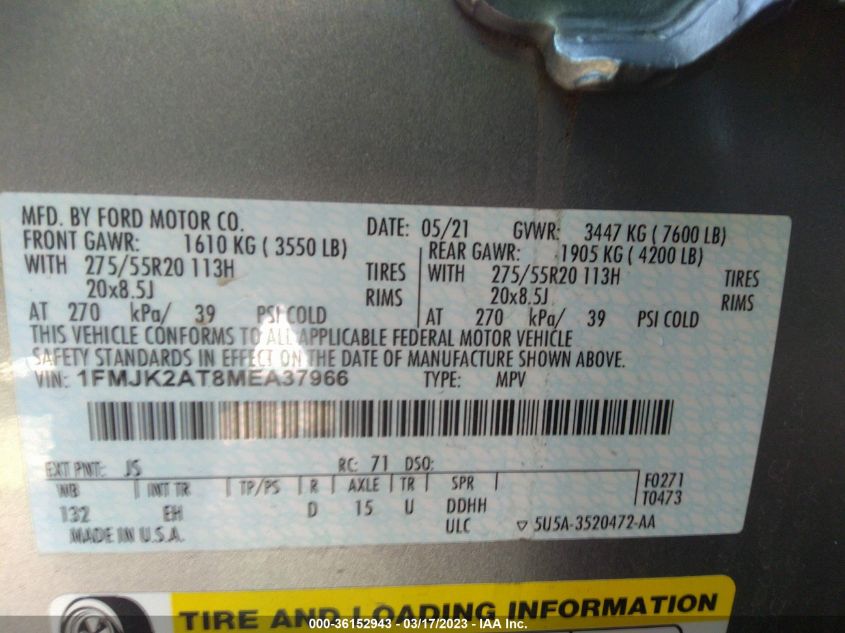 MFD. BY FORD MOTOR CO. DATE: 05/21 GVWR: 3447 KG ( 7600 LB)
FRONT GAWR: 1610 KG ( 3550 LB) REAR GAWR: 1905 KG ( 4200 LB)
WITH 275/55R20 113H TIRES WITH 275/55R20 113H TIRES
20x8.5J RIMS 20x8.5J RIMS
AT 270 kPa/ 39 PSI COLD AT 270 kPa/ 39 PSI COLD
THIS VEHICLE CONFORMS TO ALL APPLICABLE FEDERAL MOTOR VEHICLE
SAFETY STANDARDS IN EFFECT ON THE DATE OF MANUFACTURE SHOWN ABOVE.
VIN: 1FMJK2AT8MEA37966 TYPE: MPV
EXT PNT: JS RC: 71 DSO:
WB INT TR TP/PS R AXLE TR SPR F0271
132 EH D 15 U DDHH T0473
MADE IN U.S.A. ULC ▽ 5U5A-3520472-AA
TIRE AND LOADING INFORMATION
000-36152943 - 03/17/2023 - IAA Inc.